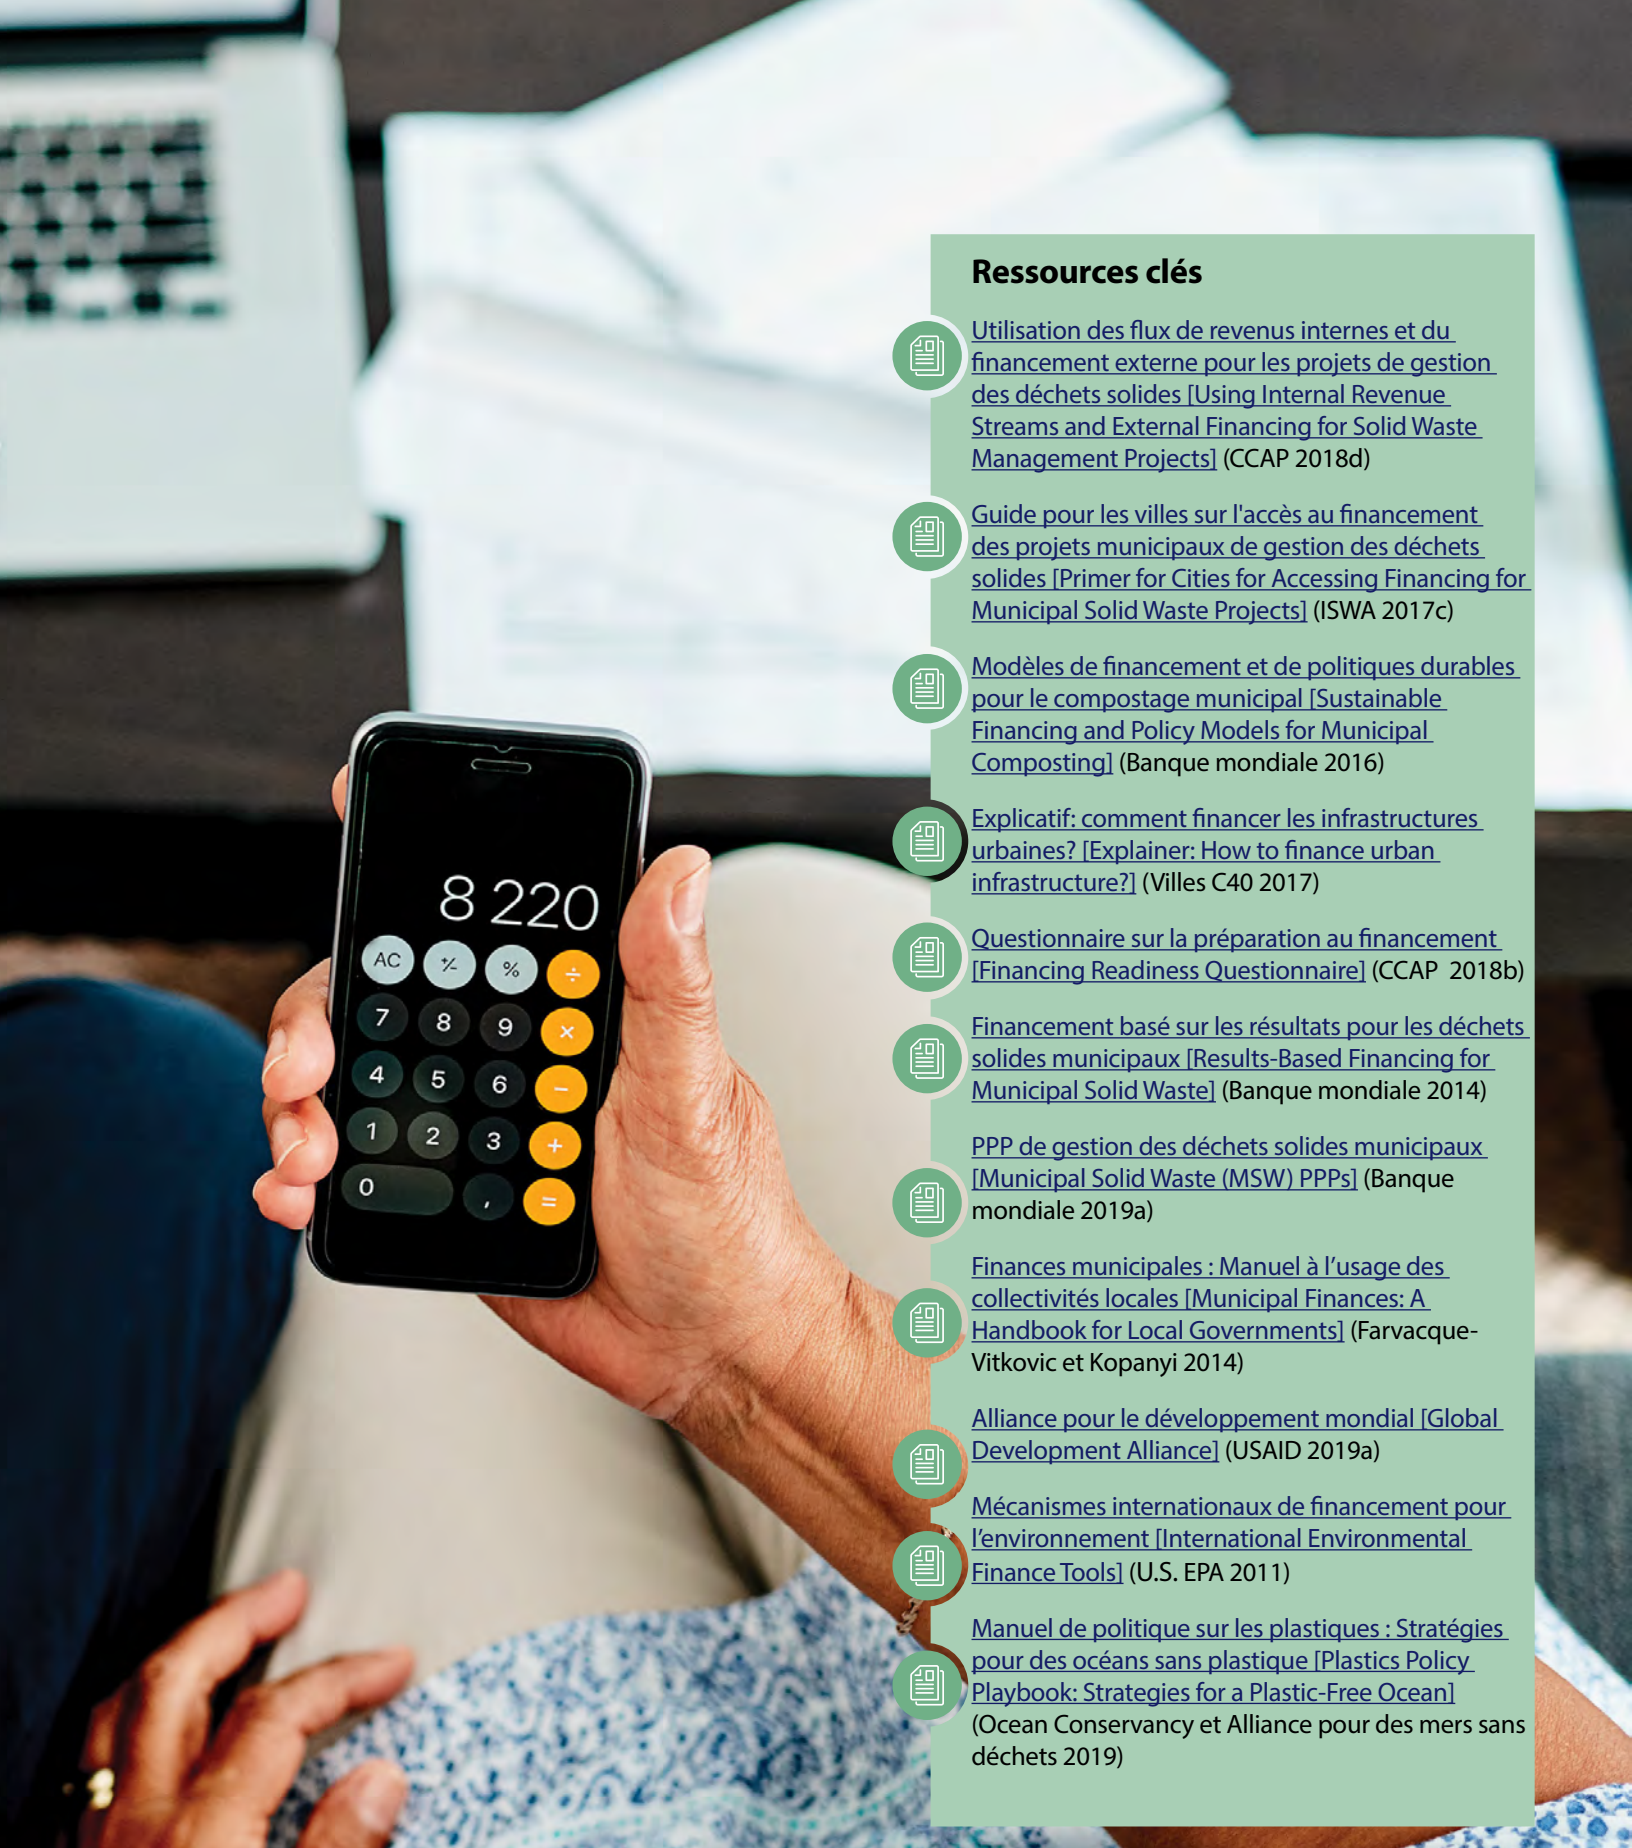 Ressources clés
Utilisation des flux de revenus internes et du
financement externe pour les projets de gestion
des déchets solides [Using Internal Revenue
Streams and External Financing for Solid Waste
Management Projects] (CCAP 2018d)
Guide pour les villes sur l'accès au financement
des projets municipaux de gestion des déchets
solides [Primer for Cities for Accessing Financing for
Municipal Solid Waste Projects] (ISWA 2017c)
Modèles de financement et de politiques durables
pour le compostage municipal [Sustainable
Financing and Policy Models for Municipal
Composting] (Banque mondiale 2016)
Explicatif: comment financer les infrastructures
urbaines? [Explainer: How to finance urban
infrastructure?] (Villes C40 2017)
Questionnaire sur la préparation au financement
[Financing Readiness Questionnaire] (CCAP 2018b)
Financement basé sur les résultats pour les déchets
solides municipaux [Results-Based Financing for
Municipal Solid Waste] (Banque mondiale 2014)
PPP de gestion des déchets solides municipaux
[Municipal Solid Waste (MSW) PPPs] (Banque
mondiale 2019a)
Finances municipales : Manuel à l’usage des
collectivités locales [Municipal Finances: A
Handbook for Local Governments] (Farvacque-
Vitkovic et Kopanyi 2014)
Alliance pour le développement mondial [Global
Development Alliance] (USAID 2019a)
Mécanismes internationaux de financement pour
l’environnement [International Environmental
Finance Tools] (U.S. EPA 2011)
Manuel de politique sur les plastiques : Stratégies
pour des océans sans plastique [Plastics Policy
Playbook: Strategies for a Plastic-Free Ocean]
(Ocean Conservancy et Alliance pour des mers sans
déchets 2019)
8 220
AC +/- % ÷
7 8 9 ×
4 5 6 −
1 2 3 +
0 , =